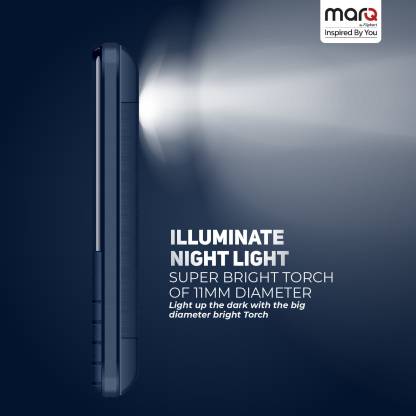 marQ
by Flipkart
Inspired By You
ILLUMINATE
NIGHT LIGHT
SUPER BRIGHT TORCH
OF 11MM DIAMETER
Light up the dark with the big
diameter bright Torch